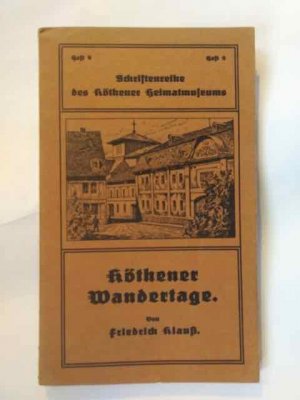 Heft 4 Heft 4
Schriftenreihe
des Köthener Heimatmuseums
Köthener
Wandertage.
Von
Friedrich Klauß.